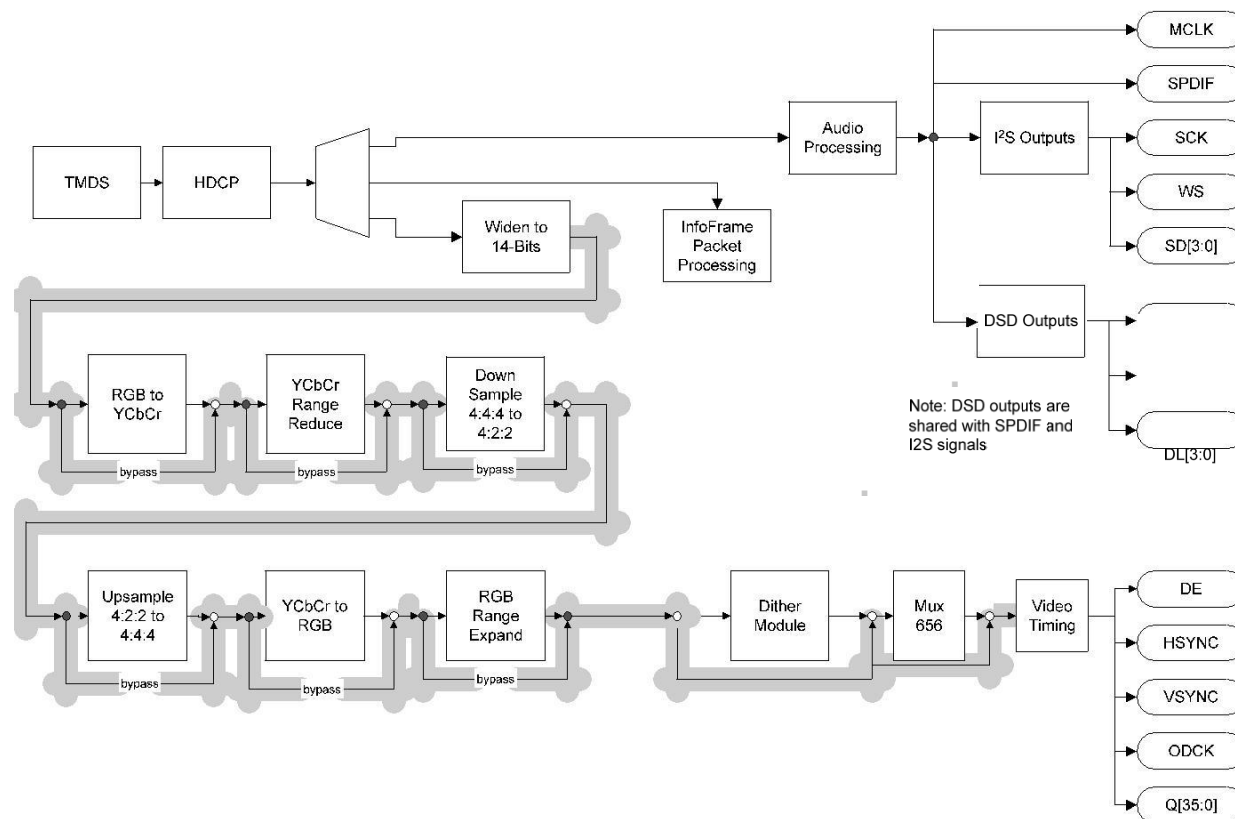 MCLK
SPDIF
Audio
Processing
I²S Outputs
SCK
TMDS
HDCP
WS
Widen to
14-Bits
InfoFrame
Packet
Processing
SD[3:0]
DSD Outputs
RGB to
YCbCr
YCbCr
Range
Reduce
Down
Sample
4:4:4 to
4:2:2
bypass
bypass
bypass
Note: DSD outputs are
shared with SPDIF and
I2S signals
DL[3:0]
Upsample
4:2:2 to
4:4:4
YCbCr to
RGB
RGB
Range
Expand
Dither
Module
Mux
656
Video
Timing
bypass
bypass
bypass
DE
HSYNC
VSYNC
ODCK
Q[35:0]